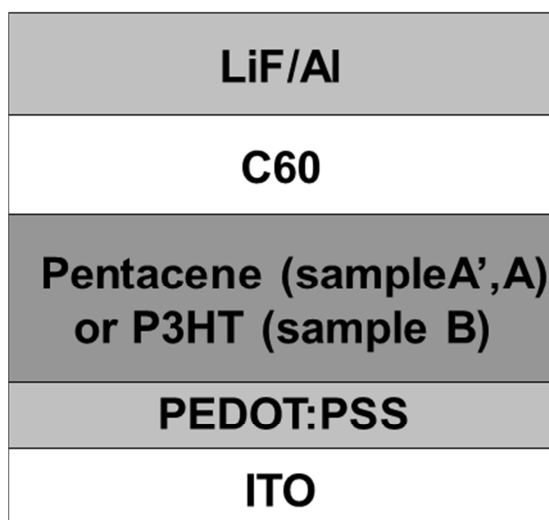 LiF/Al
C60
Pentacene (sampleA’,A)
or P3HT (sample B)
PEDOT:PSS
ITO